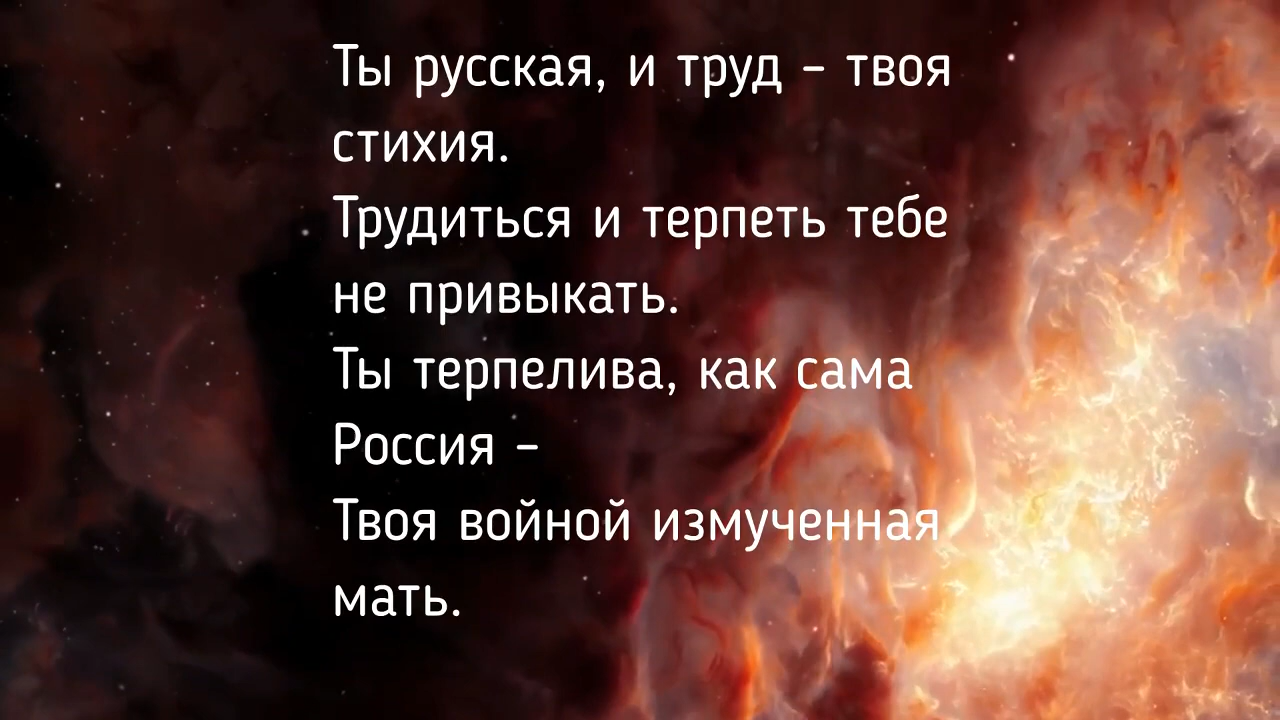 Ты русская, и труд – твоя
стихия.
Трудиться и терпеть тебе
не привыкать.
Ты терпелива, как сама
Россия –
Твоя войной измученная
мать.